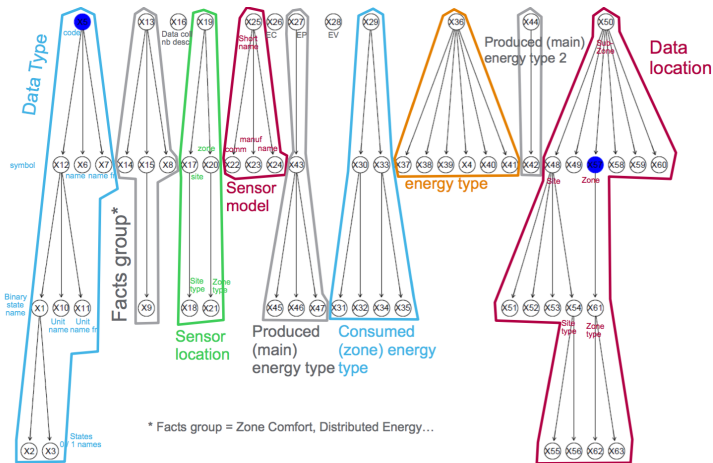 X13
X16
X19
X25
X26
X27
X28
X29
X36
X44
X50
code
Data col
nb desc
Short
name
EC
EP
EV
Sub-
Zone
Data Type
Produced (main)
energy type 2
Data
location
symbol
X12
X6
X7
X14
X15
X8
X17
X20
X22
X23
X24
X43
X30
X33
X37
X38
X39
X4
X40
X41
X42
X48
X49
X58
X59
X60
name
name fr
zone
site
comm
manuf
name
Site
Zone
Sensor
model
energy type
Facts group*
Binary
state
name
X1
X10
X11
Unit
name
Unit
name fr
X9
Site
type
Zone
type
X18
X21
X45
X46
X47
X31
X32
X34
X35
X51
X52
X53
X54
X61
Site
type
Zone
type
Sensor
location
Produced
(main)
energy type
Consumed
(zone) energy
type
States
0 / 1 names
X2
X3
X55
X56
X62
X63
* Facts group = Zone Comfort, Distributed Energy…